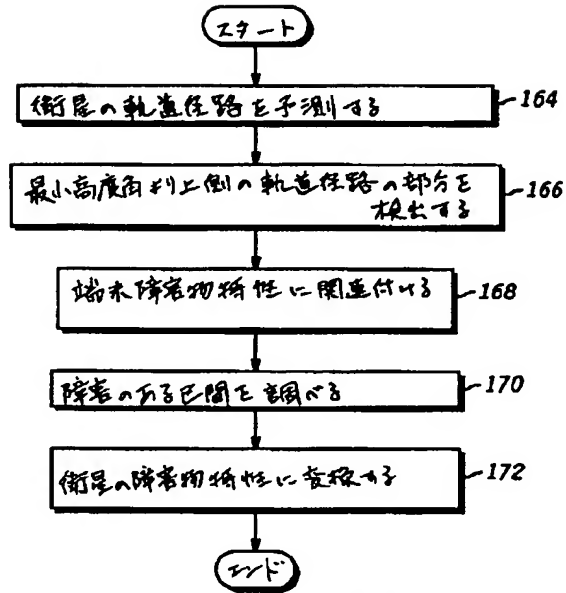 スタート
衛星の軌道径路を予測する
164
最小高度角より上側の軌道径路の部分を
検出する
166
端末障害物特性に関連付ける
168
障害のある区間を調べる
170
衛星の障害物特性に変換する
172
エンド